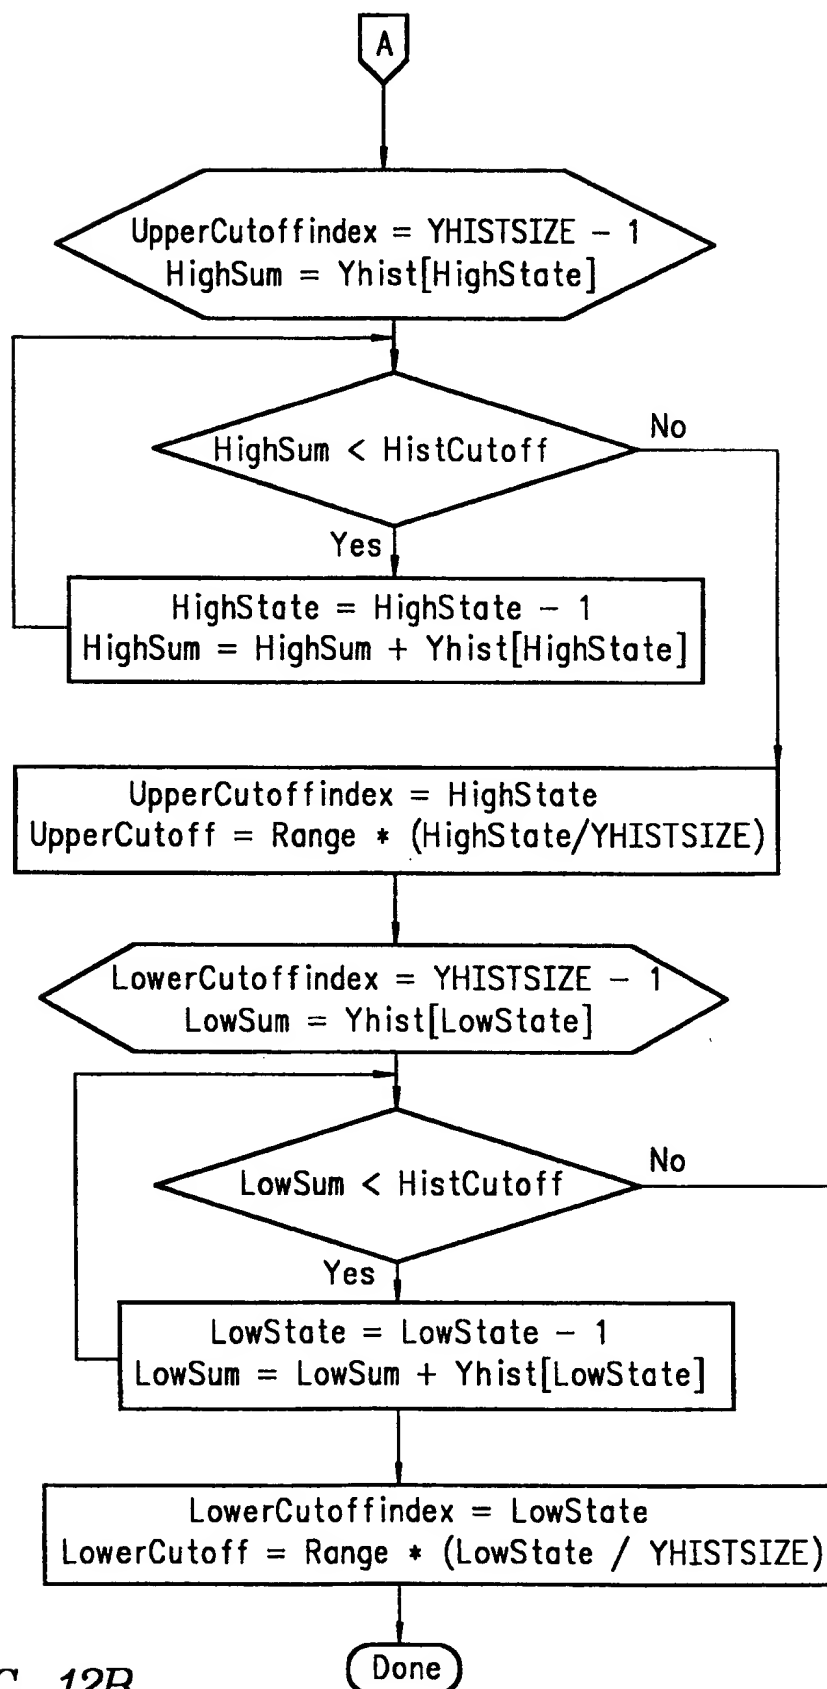 A
UpperCutoffindex = YHISTSIZE - 1
HighSum = Yhist[HighState]
HighSum < HistCutoff
No
Yes
HighState = HighState - 1
HighSum = HighSum + Yhist[HighState]
UpperCutoffindex = HighState
UpperCutoff = Range * (HighState/YHISTSIZE)
LowerCutoffindex = YHISTSIZE - 1
LowSum = Yhist[LowState]
LowSum < HistCutoff
No
Yes
LowState = LowState - 1
LowSum = LowSum + Yhist[LowState]
LowerCutoffindex = LowState
LowerCutoff = Range * (LowState / YHISTSIZE)
Done
12B